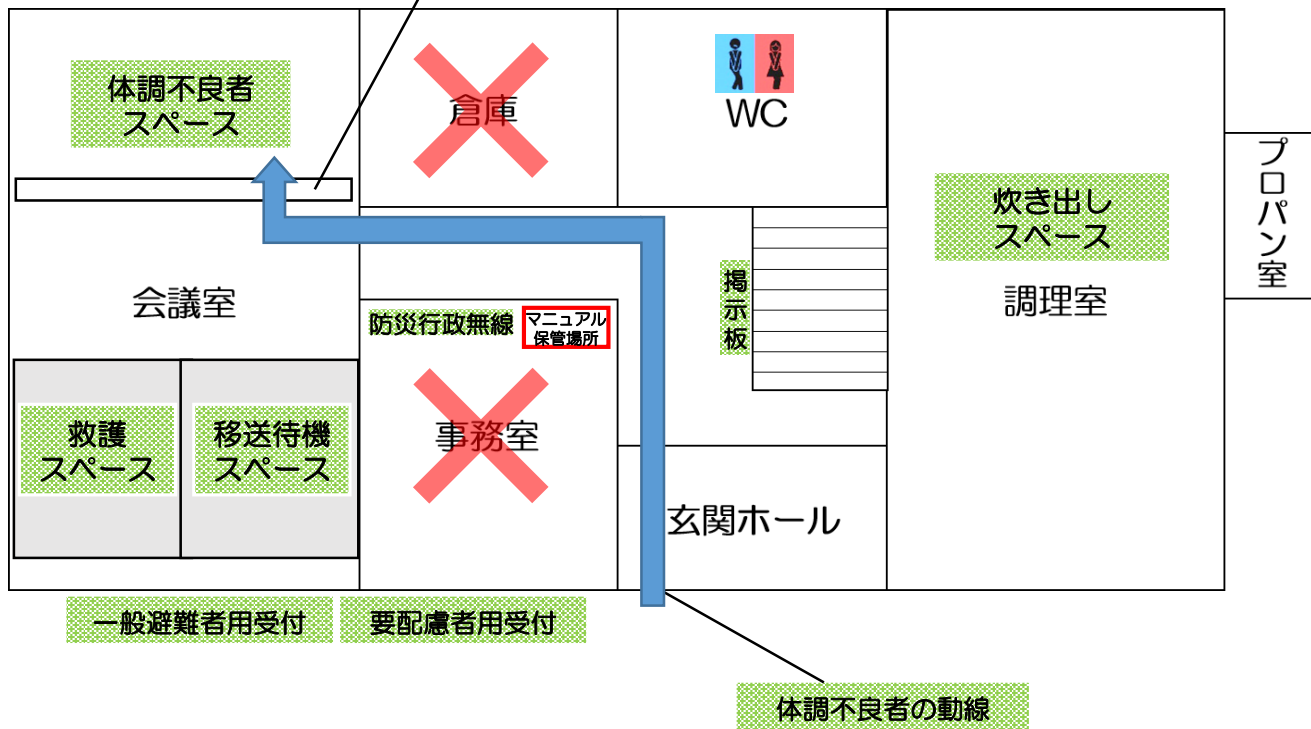 体調不良者
スペース
倉庫
WC
プロパン室
炊き出し
スペース
調理室
掲示板
会議室
防災行政無線
マニュアル
保管場所
救護
スペース
移送待機
スペース
事務室
玄関ホール
一般避難者用受付
要配慮者用受付
体調不良者の動線